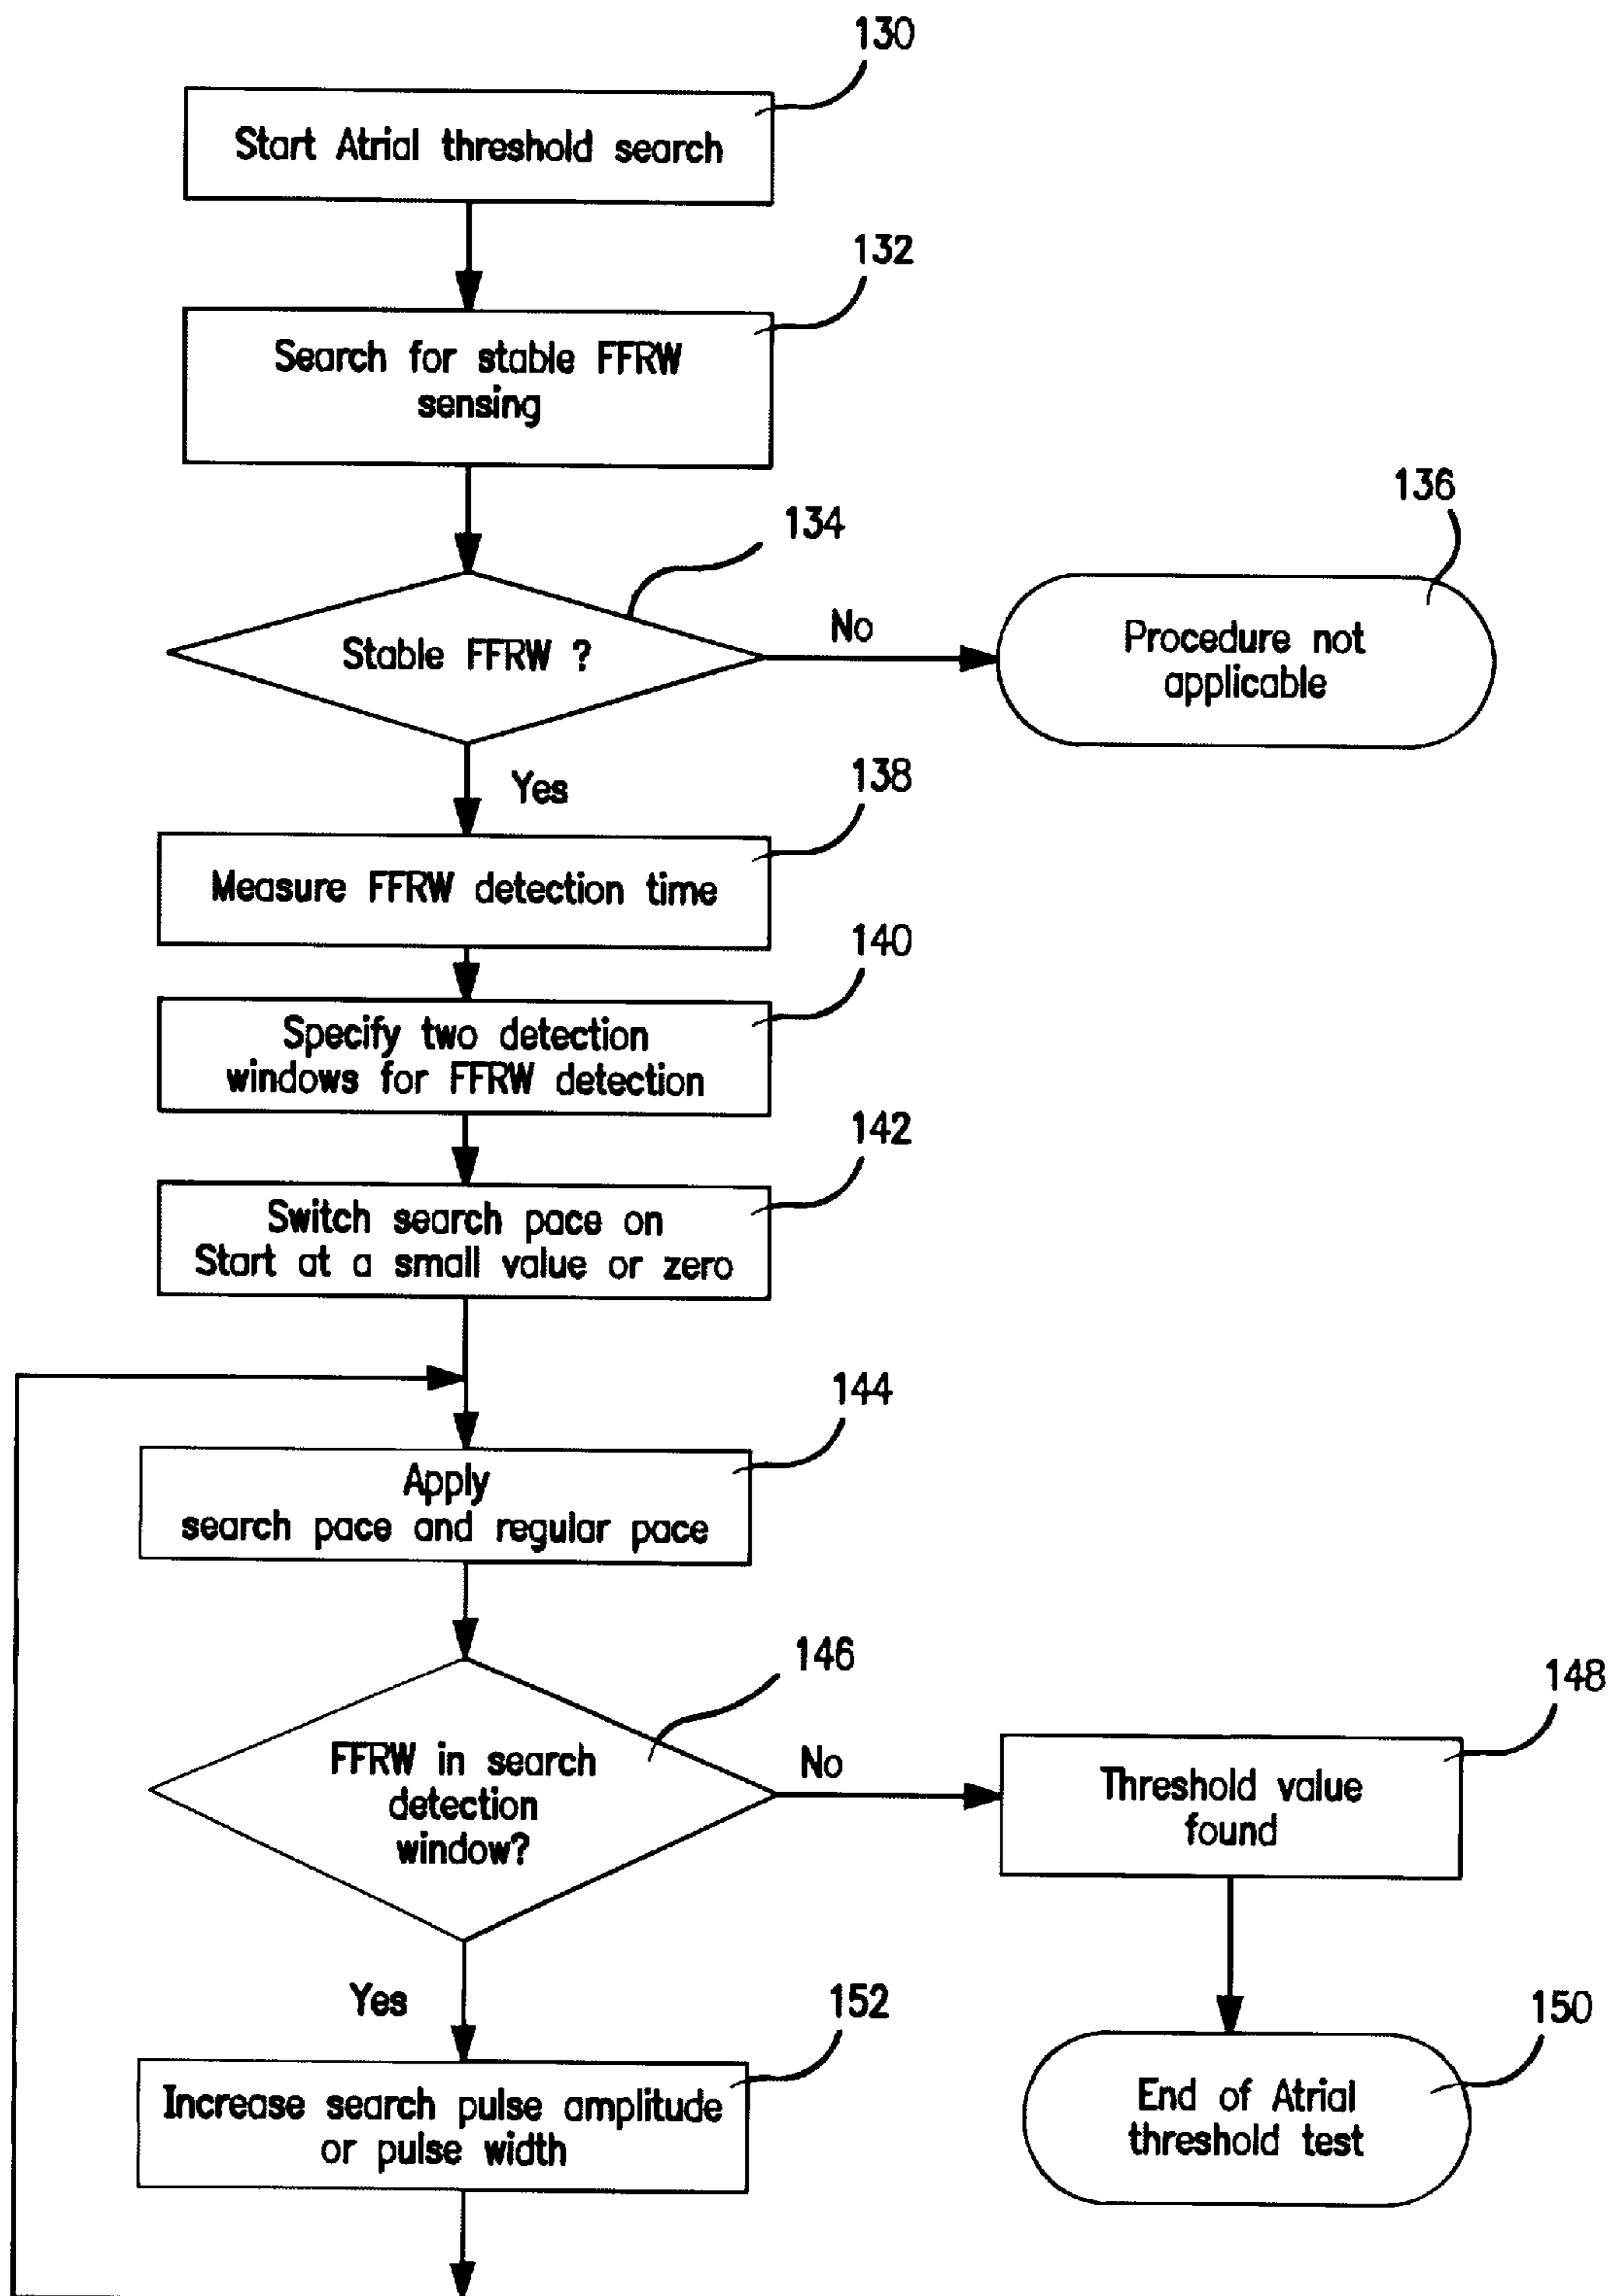 130
Start Atrial threshold search
132
Search for stable FFRW
sensing
134
Stable FFRW ?
No
136
Procedure not
applicable
Yes
138
Measure FFRW detection time
140
Specify two detection
windows for FFRW detection
142
Switch search pace on
Start at a small value or zero
144
Apply
search pace and regular pace
146
FFRW in search
detection
window?
No
148
Threshold value
found
Yes
152
Increase search pulse amplitude
or pulse width
150
End of Atrial
threshold test